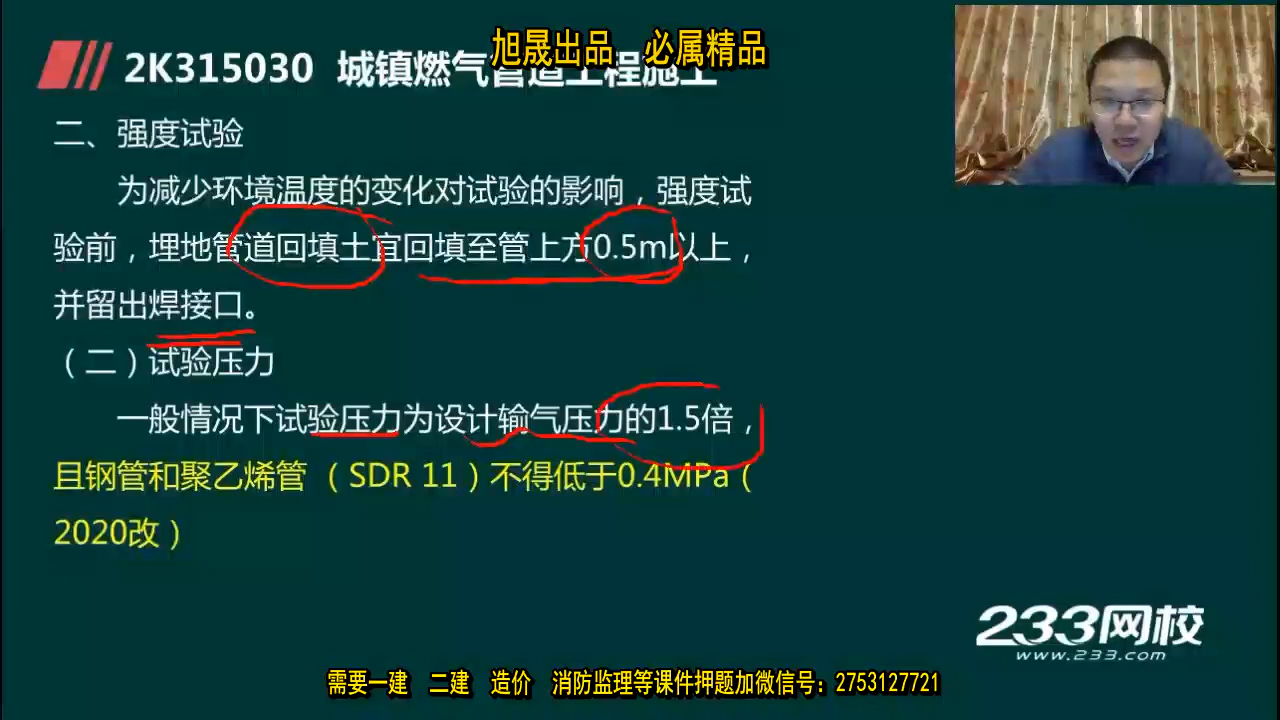 旭晟出品 必属精品
2K315030 城镇燃气管道工程施工
二、强度试验
为减少环境温度的变化对试验的影响，强度试
验前，埋地管道回填土宜回填至管上方0.5m以上，
并留出焊接口。
（二）试验压力
一般情况下试验压力为设计输气压力的1.5倍，
且钢管和聚乙烯管（SDR 11）不得低于0.4MPa（
2020改）
233网校
www.233.com
需要一建 二建 造价 消防监理等课件押题加微信号：2753127721